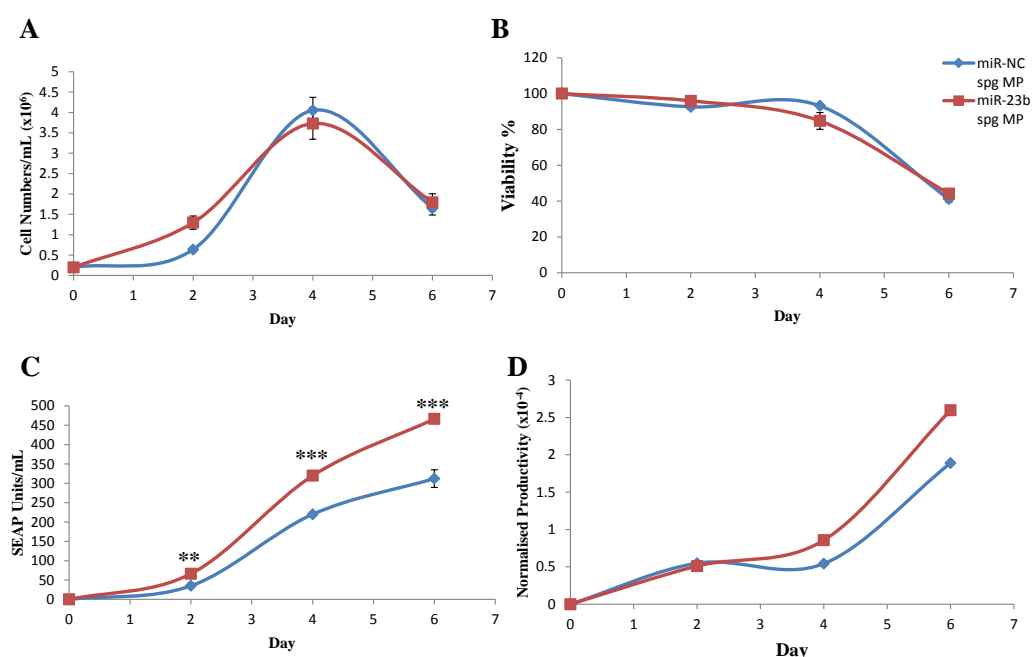 A
Cell Numbers/mL (x10⁶)
5
4.5
4
3.5
3
2.5
2
1.5
1
0.5
0
0 1 2 3 4 5 6 7
Day
B
Viability %
120
100
80
60
40
20
0
0 1 2 3 4 5 6 7
Day
miR-NC
spg MP
miR-23b
spg MP
C
SEAP Units/mL
500
450
400
350
300
250
200
150
100
50
0
**
***
***
0 1 2 3 4 5 6 7
Day
D
Normalised Productivity (x10⁻⁴)
3
2.5
2
1.5
1
0.5
0
0 1 2 3 4 5 6 7
Day